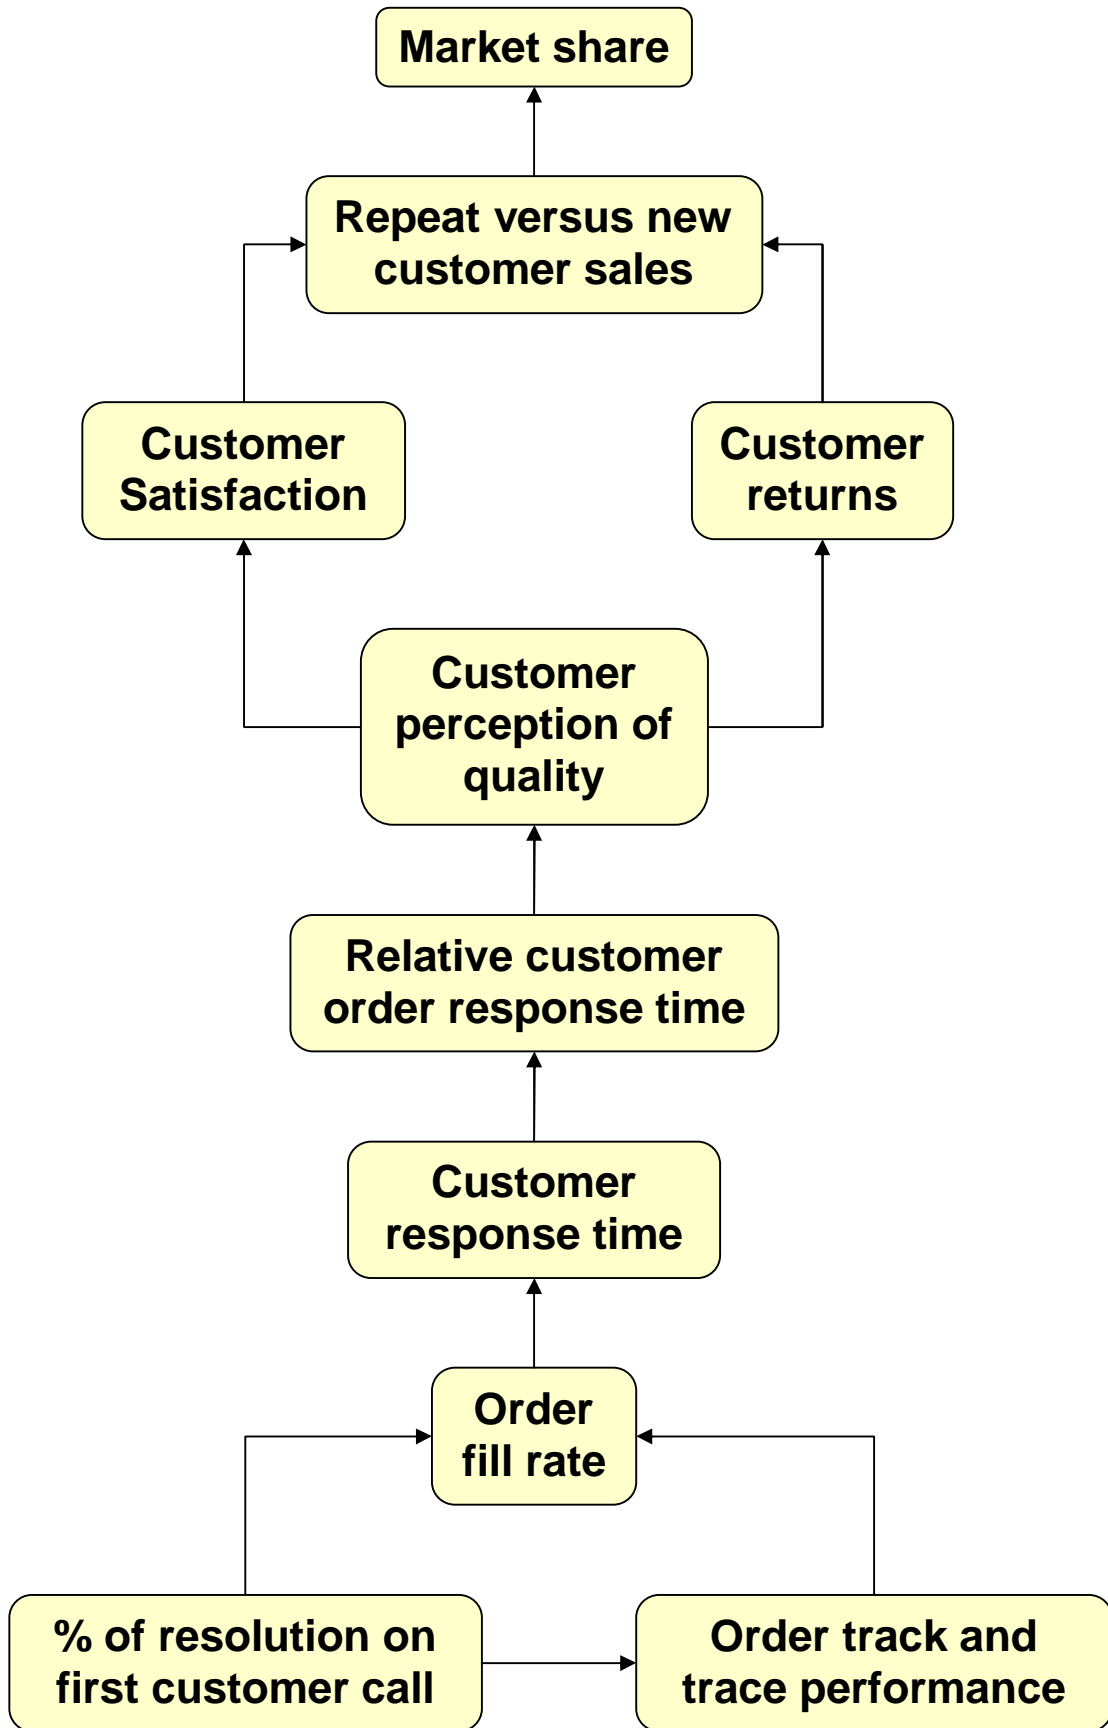 Market share
Repeat versus new
customer sales
Customer
Satisfaction
Customer
returns
Customer
perception of
quality
Relative customer
order response time
Customer
response time
Order
fill rate
% of resolution on
first customer call
Order track and
trace performance